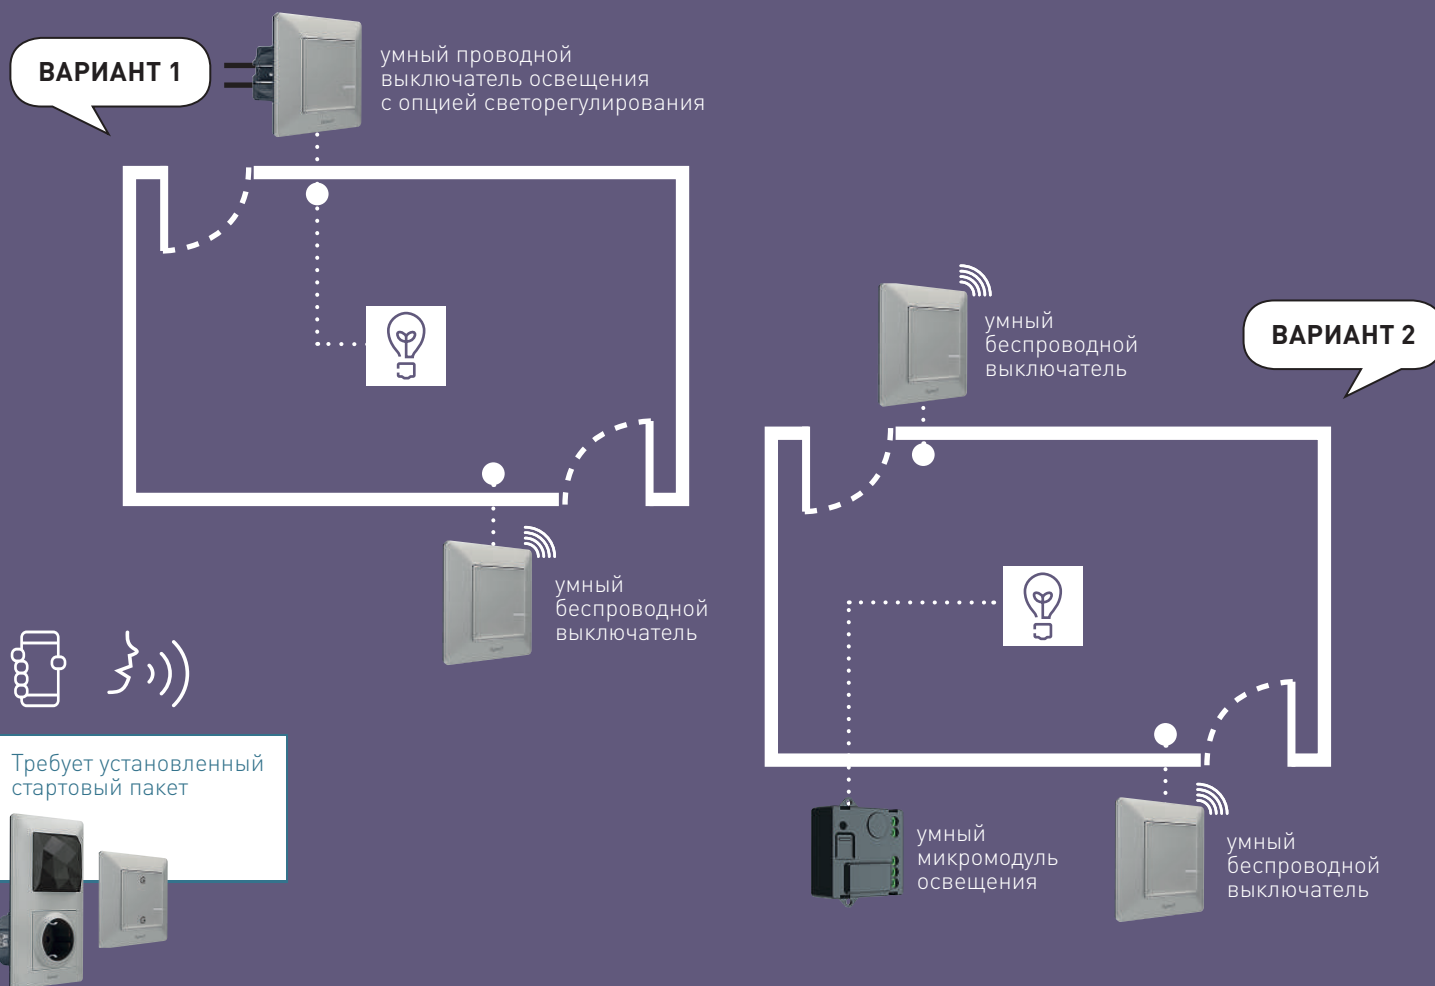 ВАРИАНТ 1
умный проводной
выключатель освещения
с опцией светорегулирования
умный
беспроводной
выключатель
ВАРИАНТ 2
умный
беспроводной
выключатель
Требует установленный
стартовый пакет
умный
микромодуль
освещения
умный
беспроводной
выключатель